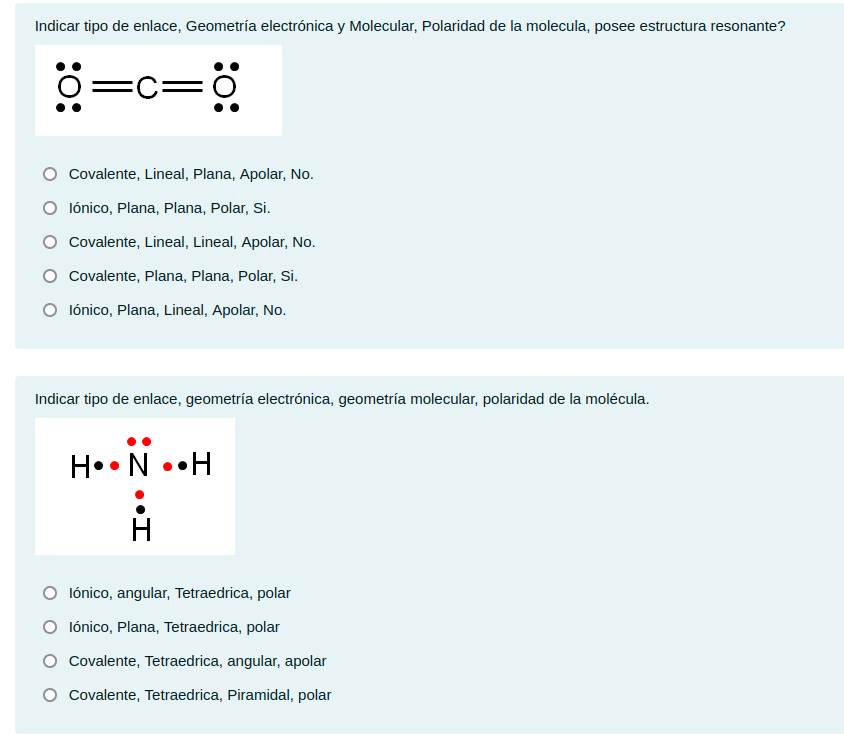 Indicar tipo de enlace, Geometría electrónica y Molecular, Polaridad de la molecula, posee estructura resonante?
O=C=O
Covalente, Lineal, Plana, Apolar, No.
Iónico, Plana, Plana, Polar, Si.
Covalente, Lineal, Lineal, Apolar, No.
Covalente, Plana, Plana, Polar, Si.
Iónico, Plana, Lineal, Apolar, No.
Indicar tipo de enlace, geometría electrónica, geometría molecular, polaridad de la molécula.
H N H
H
Iónico, angular, Tetraedrica, polar
Iónico, Plana, Tetraedrica, polar
Covalente, Tetraedrica, angular, apolar
Covalente, Tetraedrica, Piramidal, polar